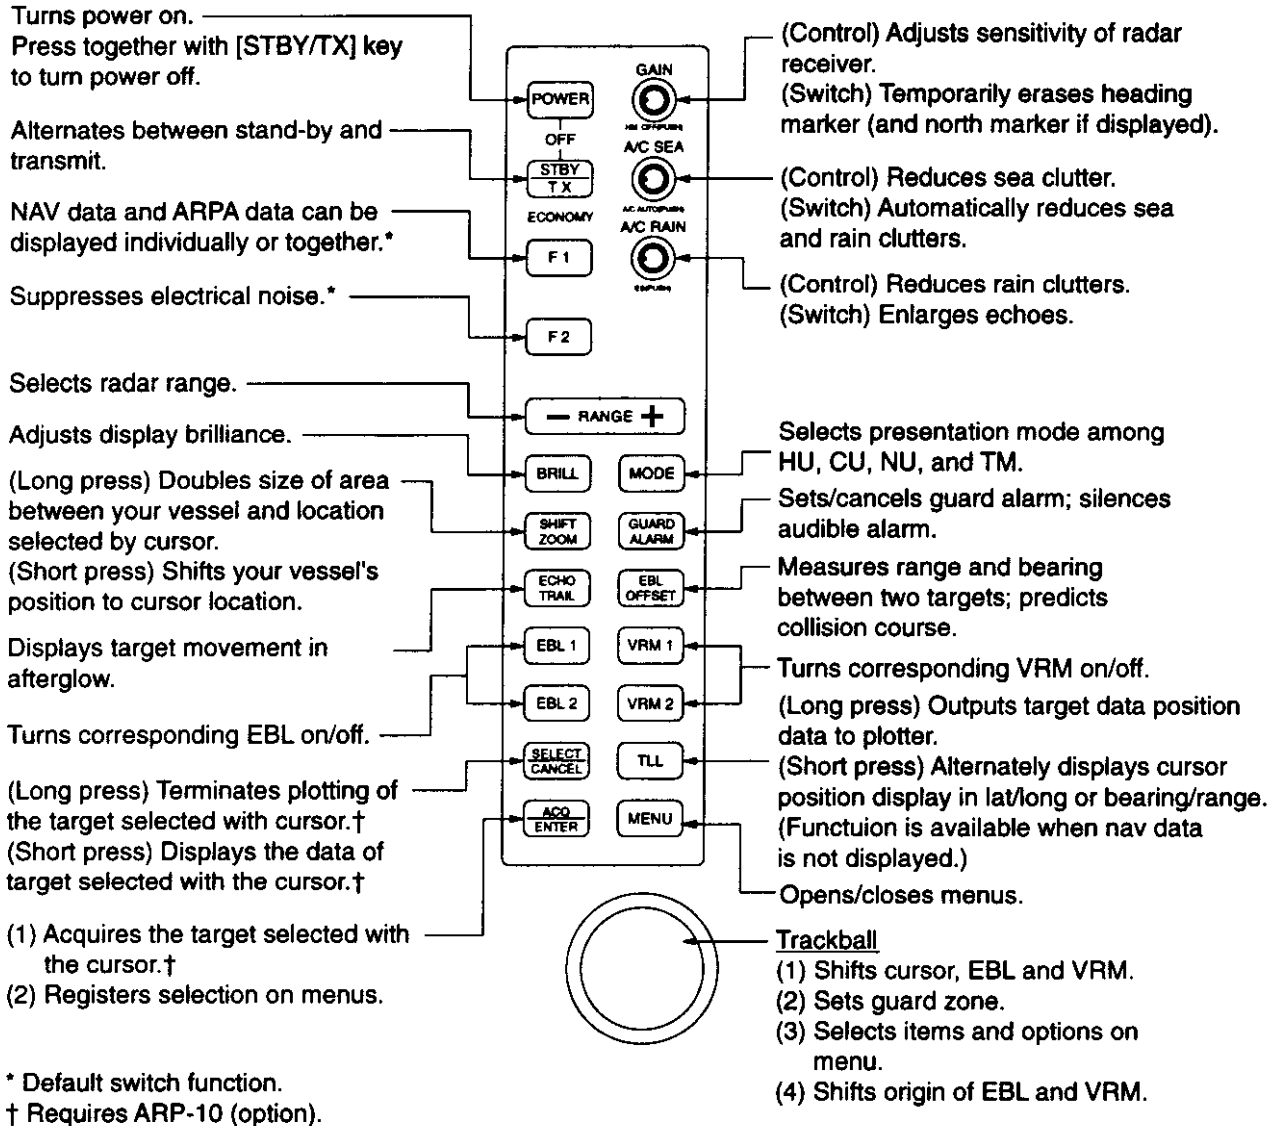 Turns power on.
Press together with [STBY/TX] key
to turn power off.
Alternates between stand-by and
transmit.
NAV data and ARPA data can be
displayed individually or together.*
Suppresses electrical noise.*
Selects radar range.
Adjusts display brilliance.
(Long press) Doubles size of area
between your vessel and location
selected by cursor.
(Short press) Shifts your vessel's
position to cursor location.
Displays target movement in
afterglow.
Turns corresponding EBL on/off.
(Long press) Terminates plotting of
the target selected with cursor.†
(Short press) Displays the data of
target selected with the cursor.†
(1) Acquires the target selected with
the cursor.†
(2) Registers selection on menus.
* Default switch function.
† Requires ARP-10 (option).
POWER
OFF
STBY
TX
ECONOMY
F1
F2
GAIN
HM OFF(PUSH)
A/C SEA
A/C AUTO(PUSH)
A/C RAIN
ES(PUSH)
− RANGE +
BRILL
MODE
SHIFT
ZOOM
GUARD
ALARM
ECHO
TRAIL
EBL
OFFSET
EBL 1
VRM 1
EBL 2
VRM 2
SELECT
CANCEL
TLL
ACQ
ENTER
MENU
(Control) Adjusts sensitivity of radar
receiver.
(Switch) Temporarily erases heading
marker (and north marker if displayed).
(Control) Reduces sea clutter.
(Switch) Automatically reduces sea
and rain clutters.
(Control) Reduces rain clutters.
(Switch) Enlarges echoes.
Selects presentation mode among
HU, CU, NU, and TM.
Sets/cancels guard alarm; silences
audible alarm.
Measures range and bearing
between two targets; predicts
collision course.
Turns corresponding VRM on/off.
(Long press) Outputs target data position
data to plotter.
(Short press) Alternately displays cursor
position display in lat/long or bearing/range.
(Functuion is available when nav data
is not displayed.)
Opens/closes menus.
Trackball
(1) Shifts cursor, EBL and VRM.
(2) Sets guard zone.
(3) Selects items and options on
menu.
(4) Shifts origin of EBL and VRM.